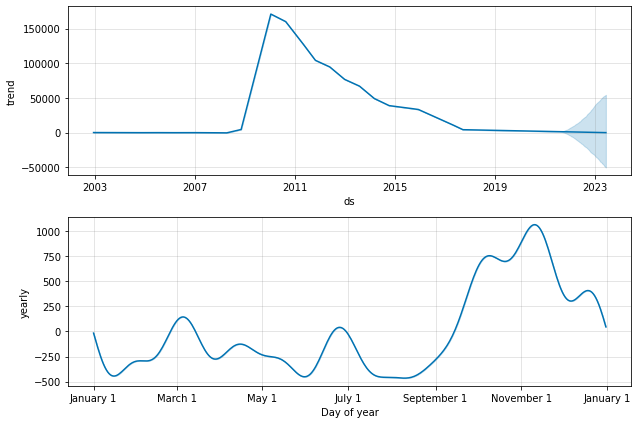 150000
100000
50000
0
−50000
trend
2003 2007 2011 2015 2019 2023
ds
1000
750
500
250
0
−250
−500
yearly
January 1 March 1 May 1 July 1 September 1 November 1 January 1
Day of year